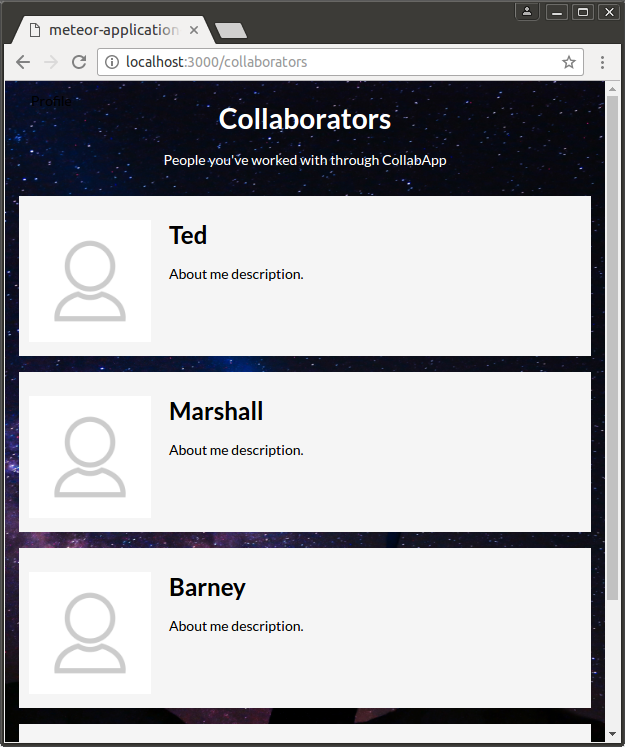 meteor-application
localhost:3000/collaborators
Profile
Collaborators
People you've worked with through CollabApp
Ted
About me description.
Marshall
About me description.
Barney
About me description.